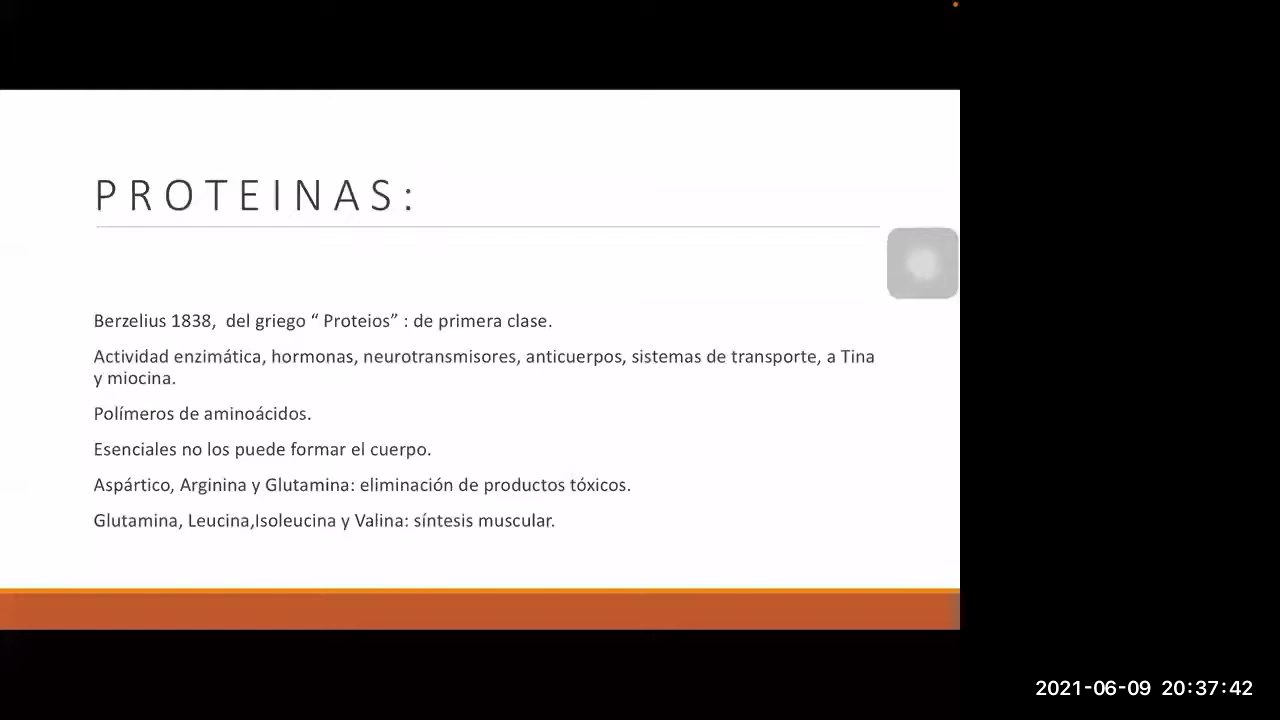 PROTEINAS:
Berzelius 1838, del griego “ Proteios” : de primera clase.
Actividad enzimática, hormonas, neurotransmisores, anticuerpos, sistemas de transporte, a Tina
y miocina.
Polímeros de aminoácidos.
Esenciales no los puede formar el cuerpo.
Aspártico, Arginina y Glutamina: eliminación de productos tóxicos.
Glutamina, Leucina,Isoleucina y Valina: síntesis muscular.
2021-06-09 20:37:42